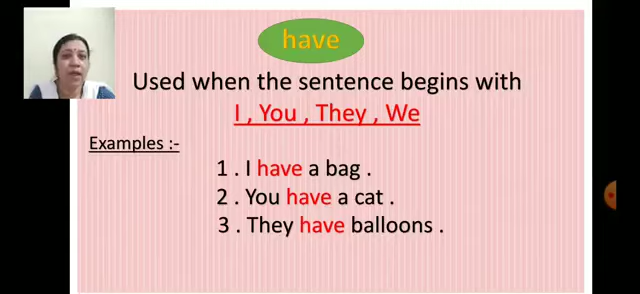 have
Used when the sentence begins with
I , You , They , We
Examples :-
1 . I have a bag .
2 . You have a cat .
3 . They have balloons .